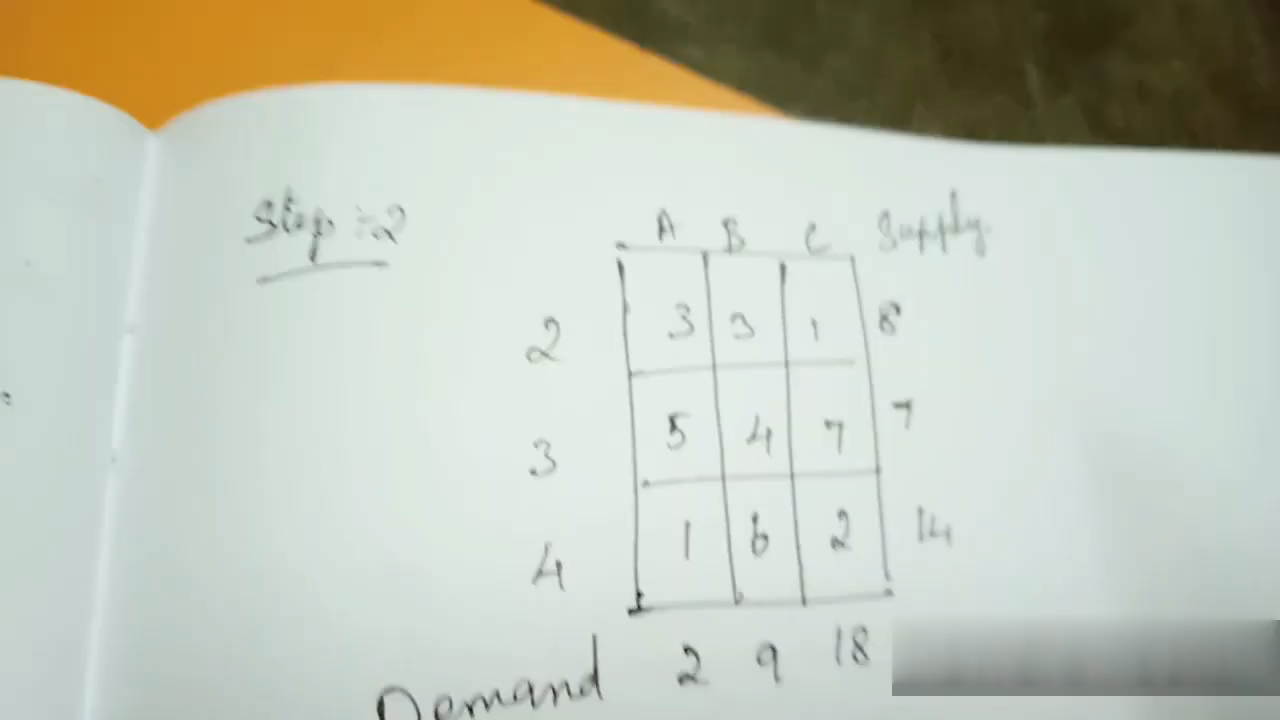 Step :- 2
A B C Supply
2 3 3 1 8
3 5 4 7 7
4 1 6 2 14
Demand 2 9 18